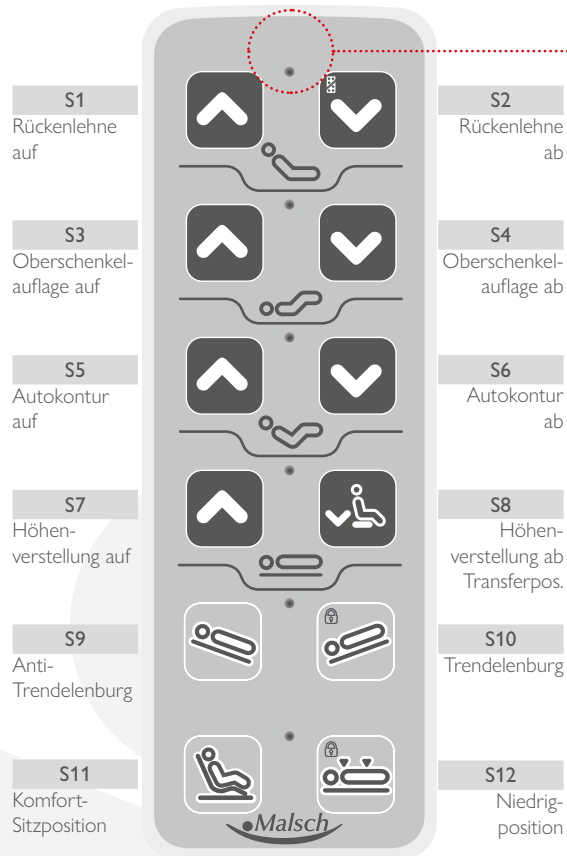 S1
Rückenlehne
auf
S2
Rückenlehne
ab
S3
Oberschenkel-
auflage auf
S4
Oberschenkel-
auflage ab
S5
Autokontur
auf
S6
Autokontur
ab
S7
Höhen-
verstellung auf
S8
Höhen-
verstellung ab
Transferpos.
S9
Anti-
Trendelenburg
S10
Trendelenburg
S11
Komfort-
Sitzposition
S12
Niedrig-
position
Malsch